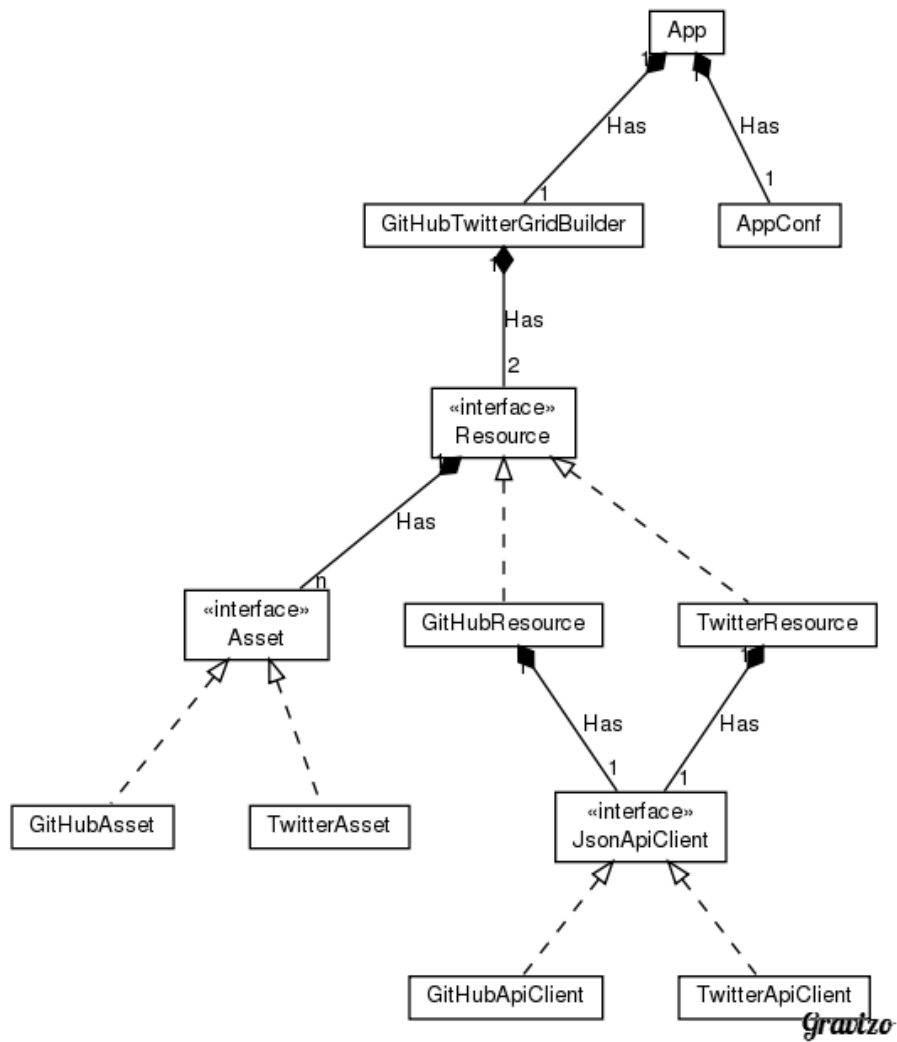 App
1
1
Has
Has
1
1
GitHubTwitterGridBuilder
AppConf
1
Has
2
«interface»
Resource
1
Has
n
«interface»
Asset
GitHubResource
TwitterResource
1
1
Has
Has
1
1
GitHubAsset
TwitterAsset
«interface»
JsonApiClient
GitHubApiClient
TwitterApiClient
Gravizo